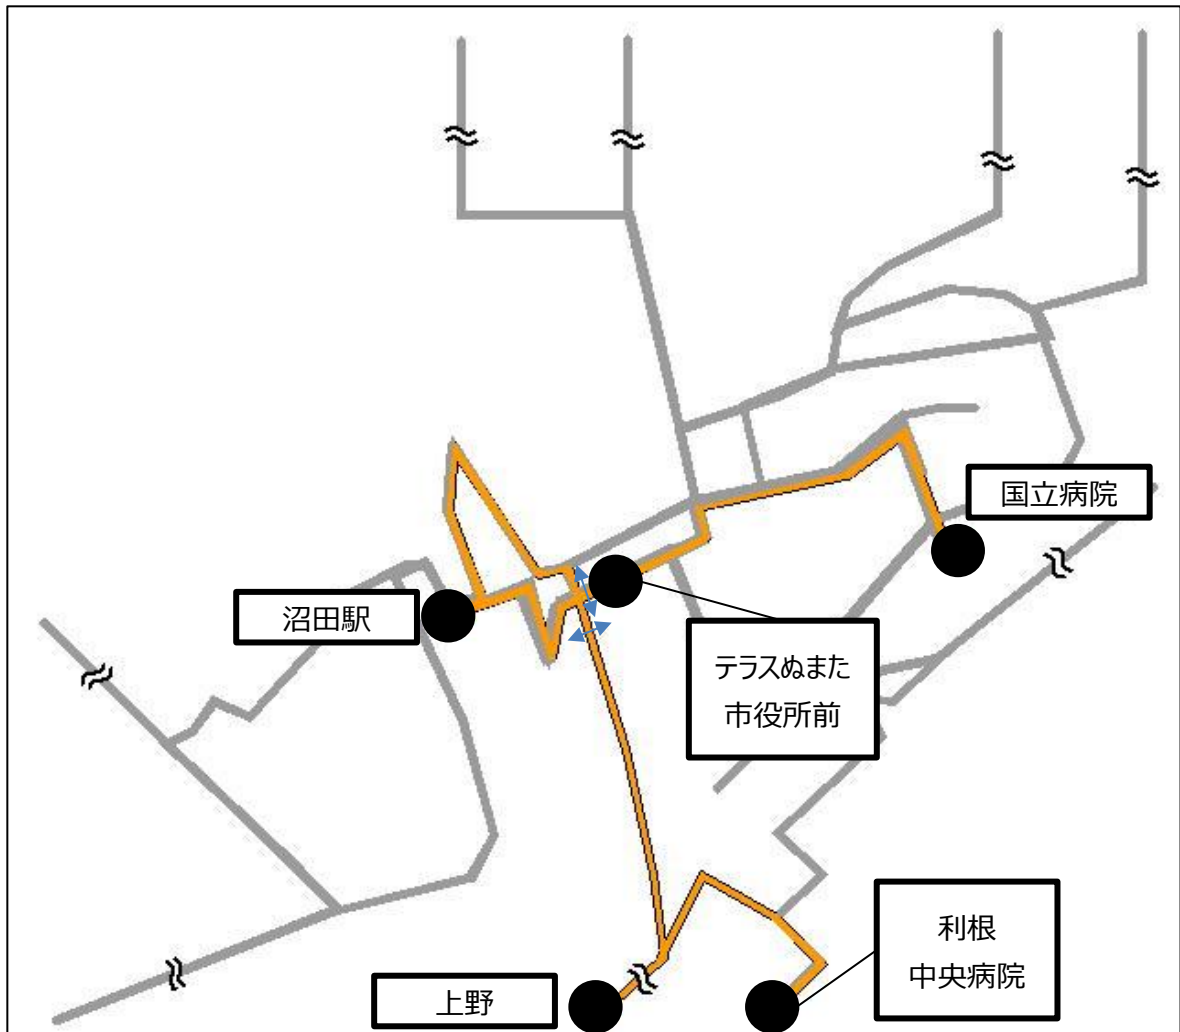 国立病院
沼田駅
テラスぬまた
市役所前
利根
中央病院
上野